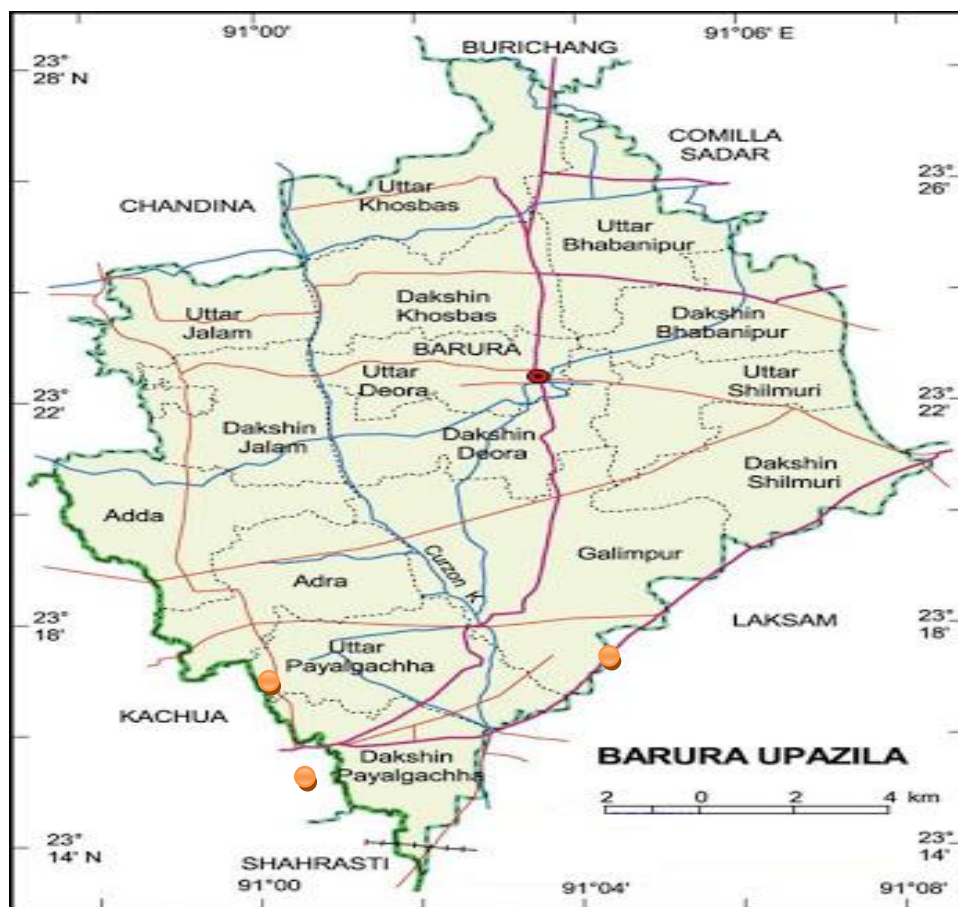 91°00'
91°06' E
BURICHANG
23°
28' N
COMILLA
SADAR
23°
26'
CHANDINA
Uttar
Khosbas
Uttar
Bhabanipur
Uttar
Jalam
Dakshin
Khosbas
Dakshin
Bhabanipur
BARURA
Uttar
Deora
Uttar
Shilmuri
23°
22'
23°
22'
Dakshin
Jalam
Dakshin
Deora
Dakshin
Shilmuri
Adda
Galimpur
Curzon K
Adra
23°
18'
LAKSAM
23°
18'
Uttar
Payalgachha
KACHUA
Dakshin
Payalgachha
BARURA UPAZILA
2 0 2 4 km
23°
14' N
23°
14'
SHAHRASTI
91°00
91°04'
91°08'